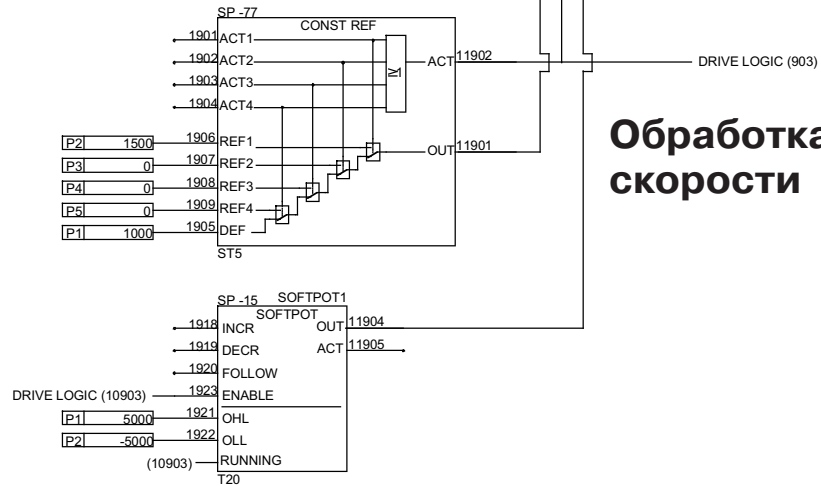 SP -77
CONST REF
1901 ACT1
1902 ACT2 ACT 11902 DRIVE LOGIC (903)
1903 ACT3 ≥1
1904 ACT4
P2 1500 1906 REF1 OUT 11901
P3 0 1907 REF2
P4 0 1908 REF3
P5 0 1909 REF4
P1 1000 1905 DEF
ST5
Обработка
скорости
SP -15 SOFTPOT1
SOFTPOT
1918 INCR OUT 11904
1919 DECR ACT 11905
1920 FOLLOW
DRIVE LOGIC (10903) 1923 ENABLE
P1 5000 1921 OHL
P2 -5000 1922 OLL
(10903) RUNNING
T20